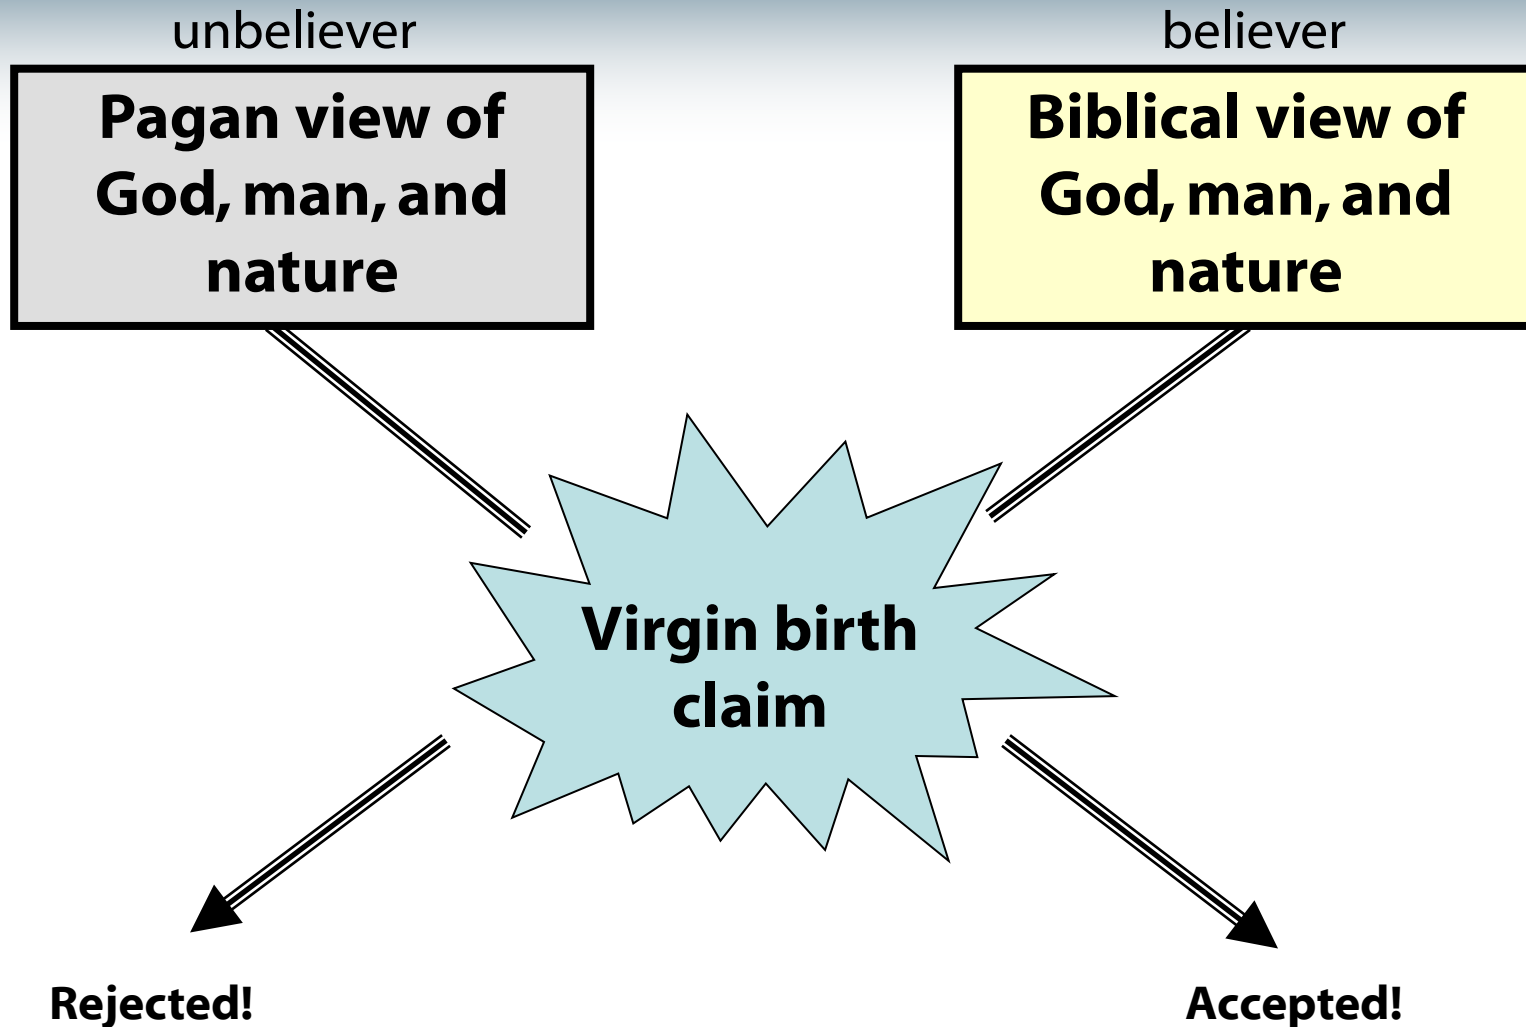 unbeliever
Pagan view of
God, man, and
nature
believer
Biblical view of
God, man, and
nature
Virgin birth
claim
Rejected!
Accepted!